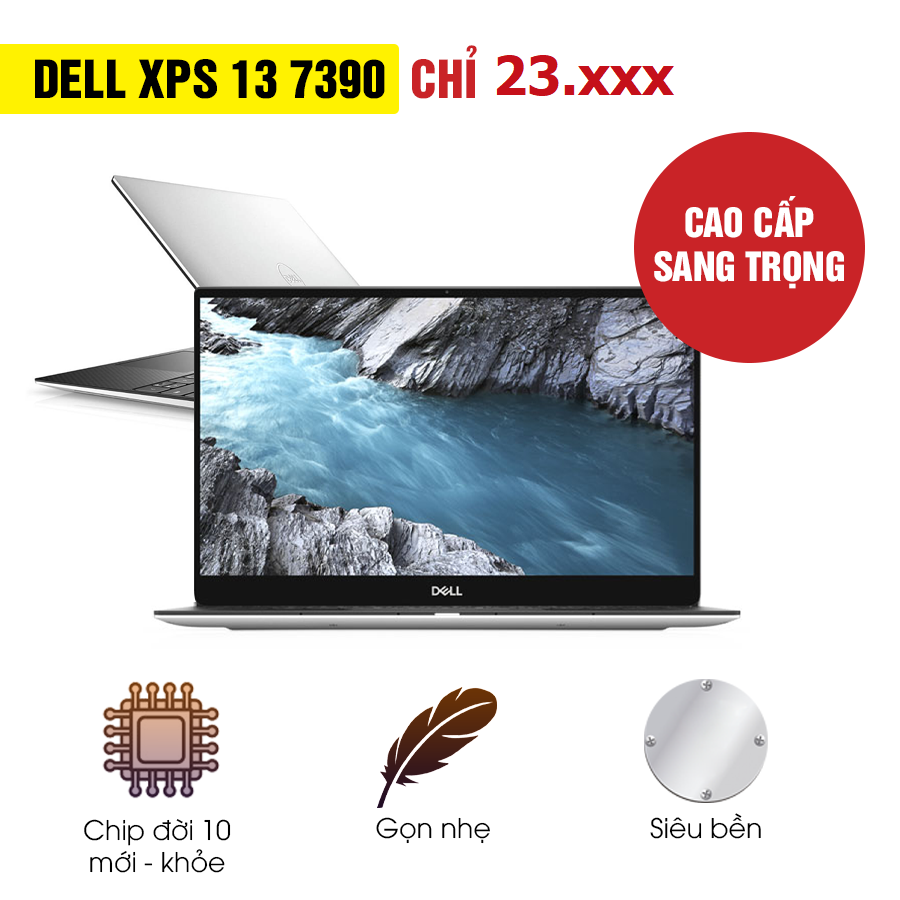 DELL XPS 13 7390 CHỈ 23.xxx
CAO CẤP
SANG TRỌNG
DELL
Chip đời 10
mới - khỏe
Gọn nhẹ
Siêu bền